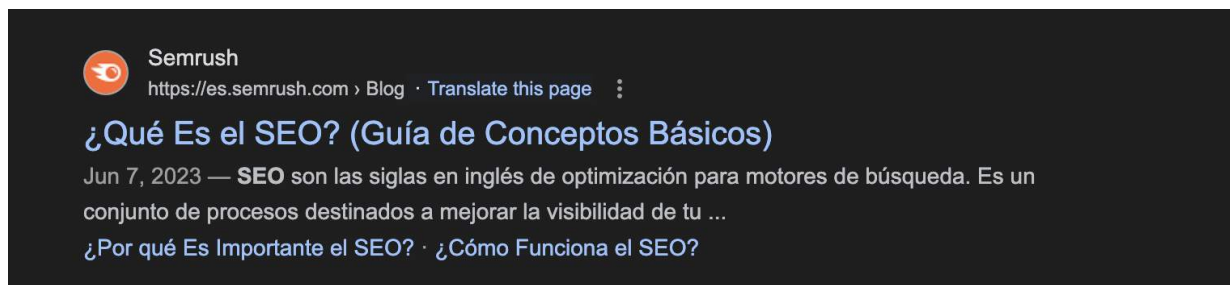 Semrush
https://es.semrush.com › Blog · Translate this page
¿Qué Es el SEO? (Guía de Conceptos Básicos)
Jun 7, 2023 — SEO son las siglas en inglés de optimización para motores de búsqueda. Es un
conjunto de procesos destinados a mejorar la visibilidad de tu ...
¿Por qué Es Importante el SEO? · ¿Cómo Funciona el SEO?